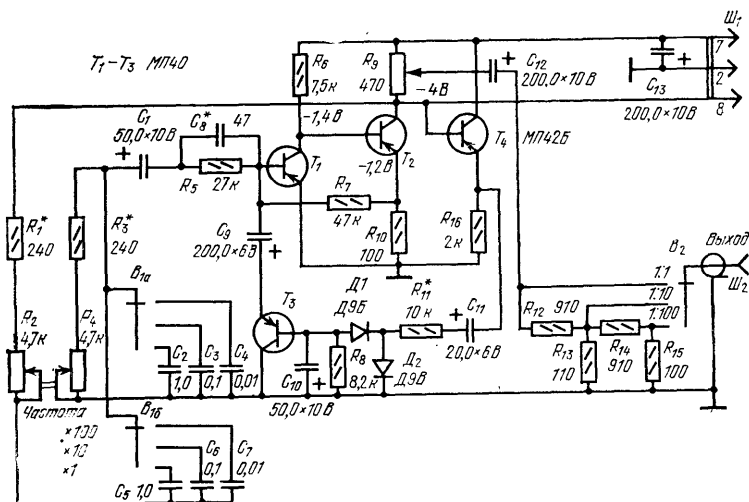 T₁-T₃ МП40
R₆
7,5к
R₉
470
-4В
C₁₂
200,0×10В
C₁₃
200,0×10В
Ш₁
7
2
8
C₁
50,0×10В
C₈*
47
R₅
27к
-1,4В
T₁
-1,2В
T₂
T₄
МП42Б
R₇
47к
R₁*
240
R₃*
240
C₉
200,0×6В
R₁₀
100
R₁₆
2к
В₂
Выход
Ш₂
1:1
1:10
1:100
R₂
4,7к
R₄
4,7к
В₁а
T₃
Д1
Д9Б
R₁₁*
10к
C₁₁
20,0×6В
R₁₂ 910
R₁₃
110
R₁₄
910
R₁₅
100
C₂
1,0
C₃
0,1
C₄
0,01
C₁₀
50,0×10В
R₈
8,2к
Д₂
Д9В
Частота
×100
×10
×1
В₁б
C₅ 1,0
C₆
0,1
C₇
0,01